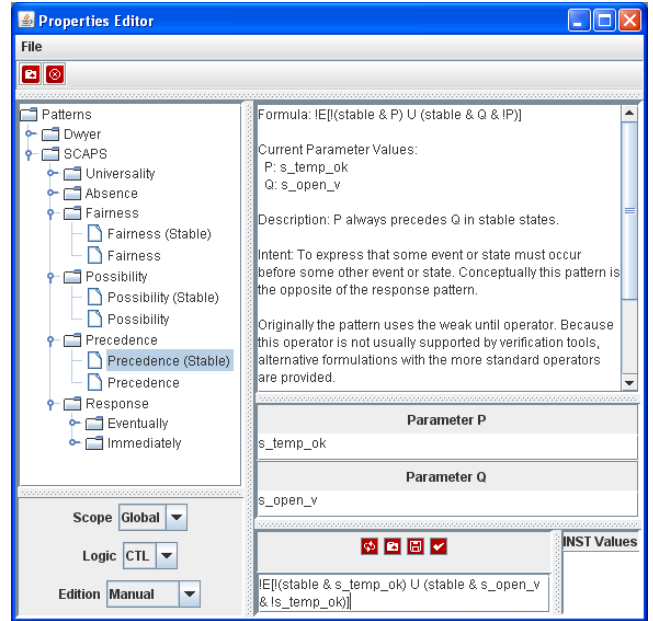 Properties Editor
File
Patterns
Dwyer
SCAPS
Universality
Absence
Fairness
Fairness (Stable)
Fairness
Possibility
Possibility (Stable)
Possibility
Precedence
Precedence (Stable)
Precedence
Response
Eventually
Immediately
Scope Global
Logic CTL
Edition Manual
Formula: !E[!(stable & P) U (stable & Q & !P)]
Current Parameter Values:
P: s_temp_ok
Q: s_open_v
Description: P always precedes Q in stable states.
Intent: To express that some event or state must occur
before some other event or state. Conceptually this pattern is
the opposite of the response pattern.
Originally the pattern uses the weak until operator. Because
this operator is not usually supported by verification tools,
alternative formulations with the more standard operators
are provided.
Parameter P
s_temp_ok
Parameter Q
s_open_v
INST Values
!E[!(stable & s_temp_ok) U (stable & s_open_v
& !s_temp_ok)]